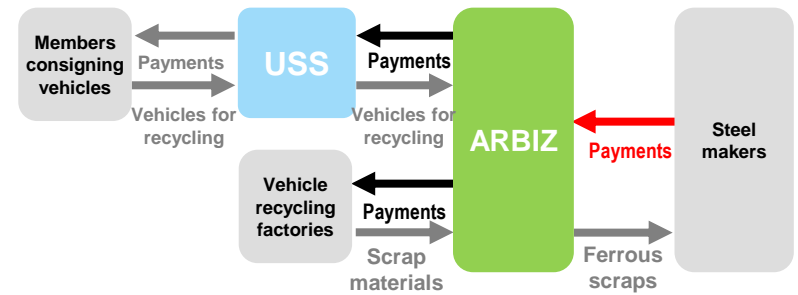 Members
consigning
vehicles
Payments
Vehicles for
recycling
USS
Payments
Vehicles for
recycling
ARBIZ
Payments
Steel
makers
Vehicle
recycling
factories
Payments
Scrap
materials
Ferrous
scraps